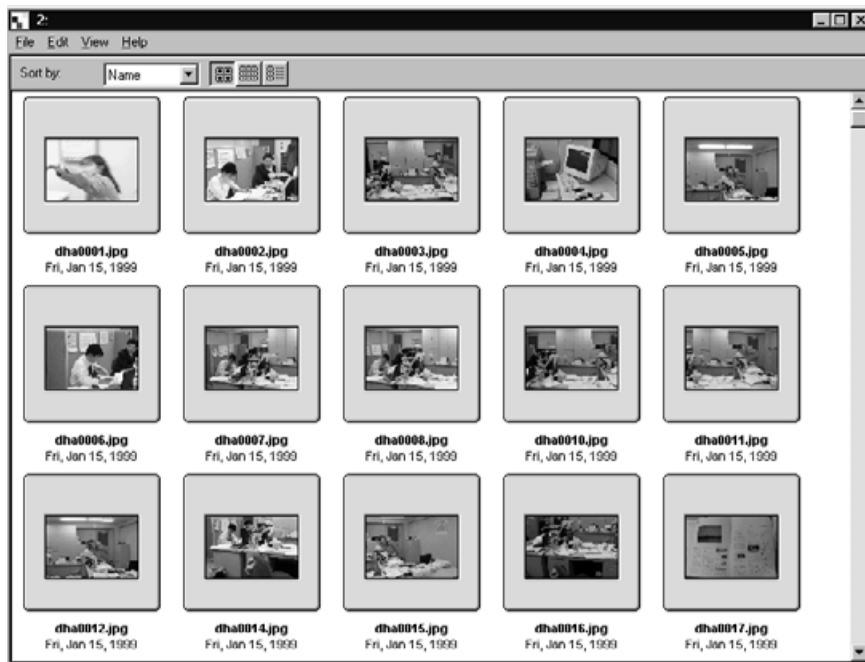 2:
File Edit View Help
Sort by: Name
dha0001.jpg dha0002.jpg dha0003.jpg dha0004.jpg dha0005.jpg
Fri, Jan 15, 1999 Fri, Jan 15, 1999 Fri, Jan 15, 1999 Fri, Jan 15, 1999 Fri, Jan 15, 1999
dha0006.jpg dha0007.jpg dha0008.jpg dha0010.jpg dha0011.jpg
Fri, Jan 15, 1999 Fri, Jan 15, 1999 Fri, Jan 15, 1999 Fri, Jan 15, 1999 Fri, Jan 15, 1999
dha0012.jpg dha0014.jpg dha0015.jpg dha0016.jpg dha0017.jpg
Fri, Jan 15, 1999 Fri, Jan 15, 1999 Fri, Jan 15, 1999 Fri, Jan 15, 1999 Fri, Jan 15, 1999